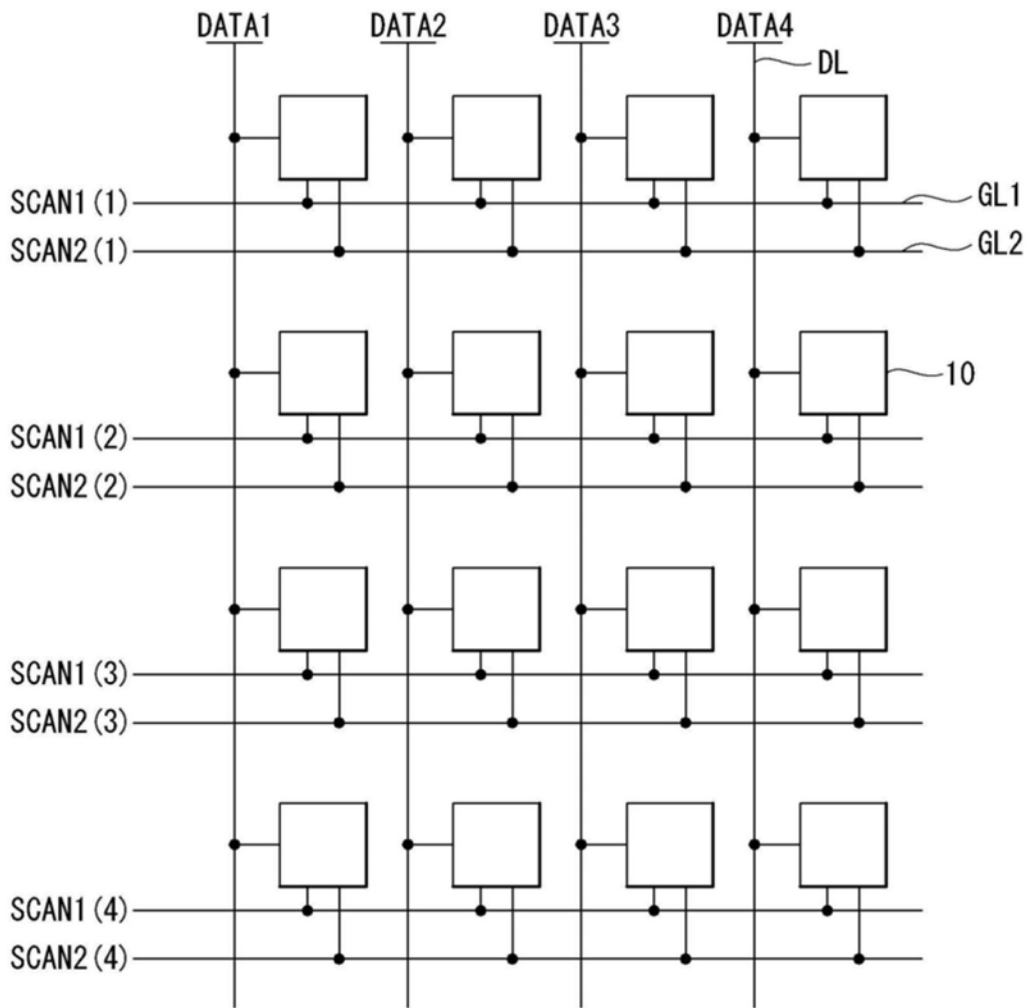 DATA1 DATA2 DATA3 DATA4
DL
SCAN1(1) GL1
SCAN2(1) GL2
10
SCAN1(2)
SCAN2(2)
SCAN1(3)
SCAN2(3)
SCAN1(4)
SCAN2(4)